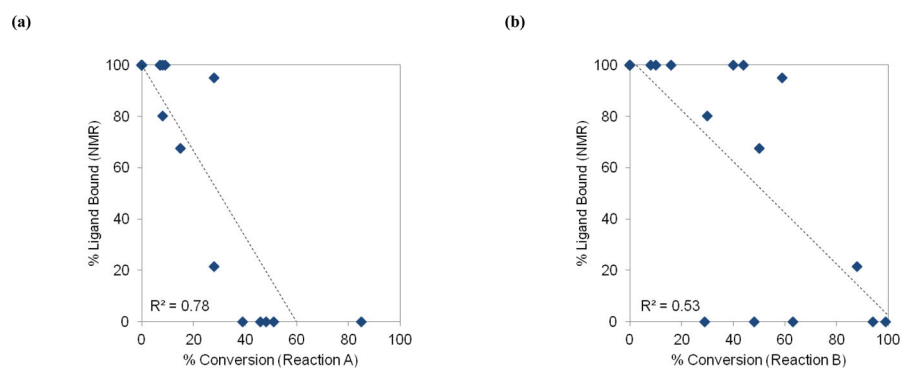 (a)
100
80
60
40
20
0
% Ligand Bound (NMR)
R² = 0.78
0 20 40 60 80 100
% Conversion (Reaction A)
(b)
100
80
60
40
20
0
% Ligand Bound (NMR)
R² = 0.53
0 20 40 60 80 100
% Conversion (Reaction B)